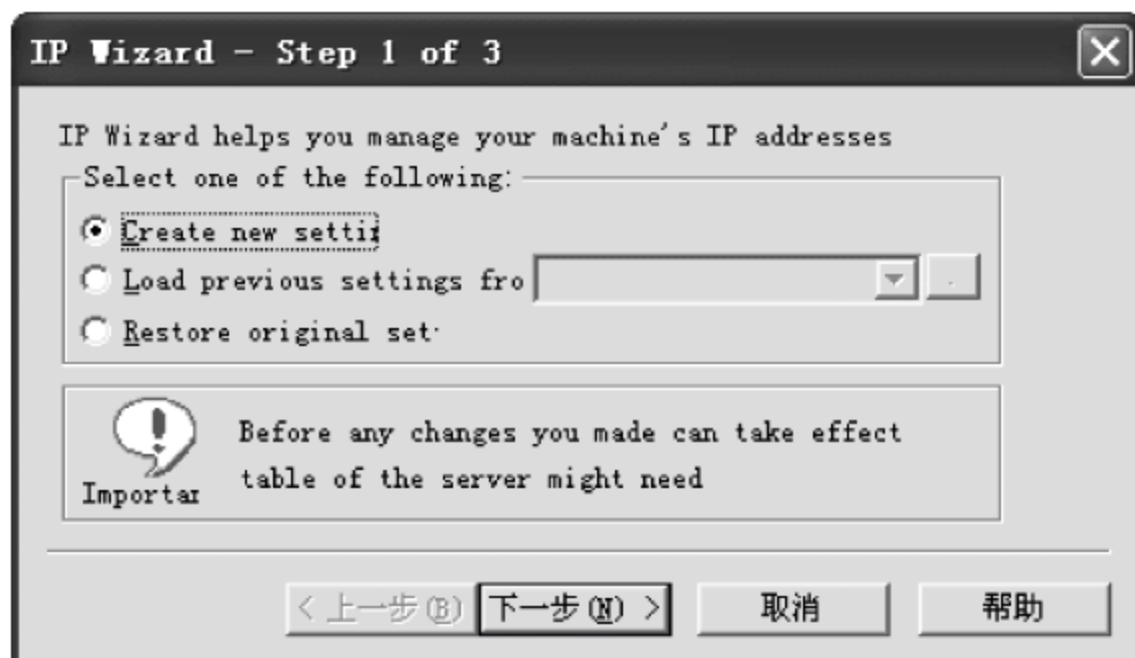 IP Wizard - Step 1 of 3
IP Wizard helps you manage your machine's IP addresses
Select one of the following:
Create new setti
Load previous settings fro
.
Restore original set
Before any changes you made can take effect
table of the server might need
Importar
< 上一步(B)
下一步(N) >
取消
帮助